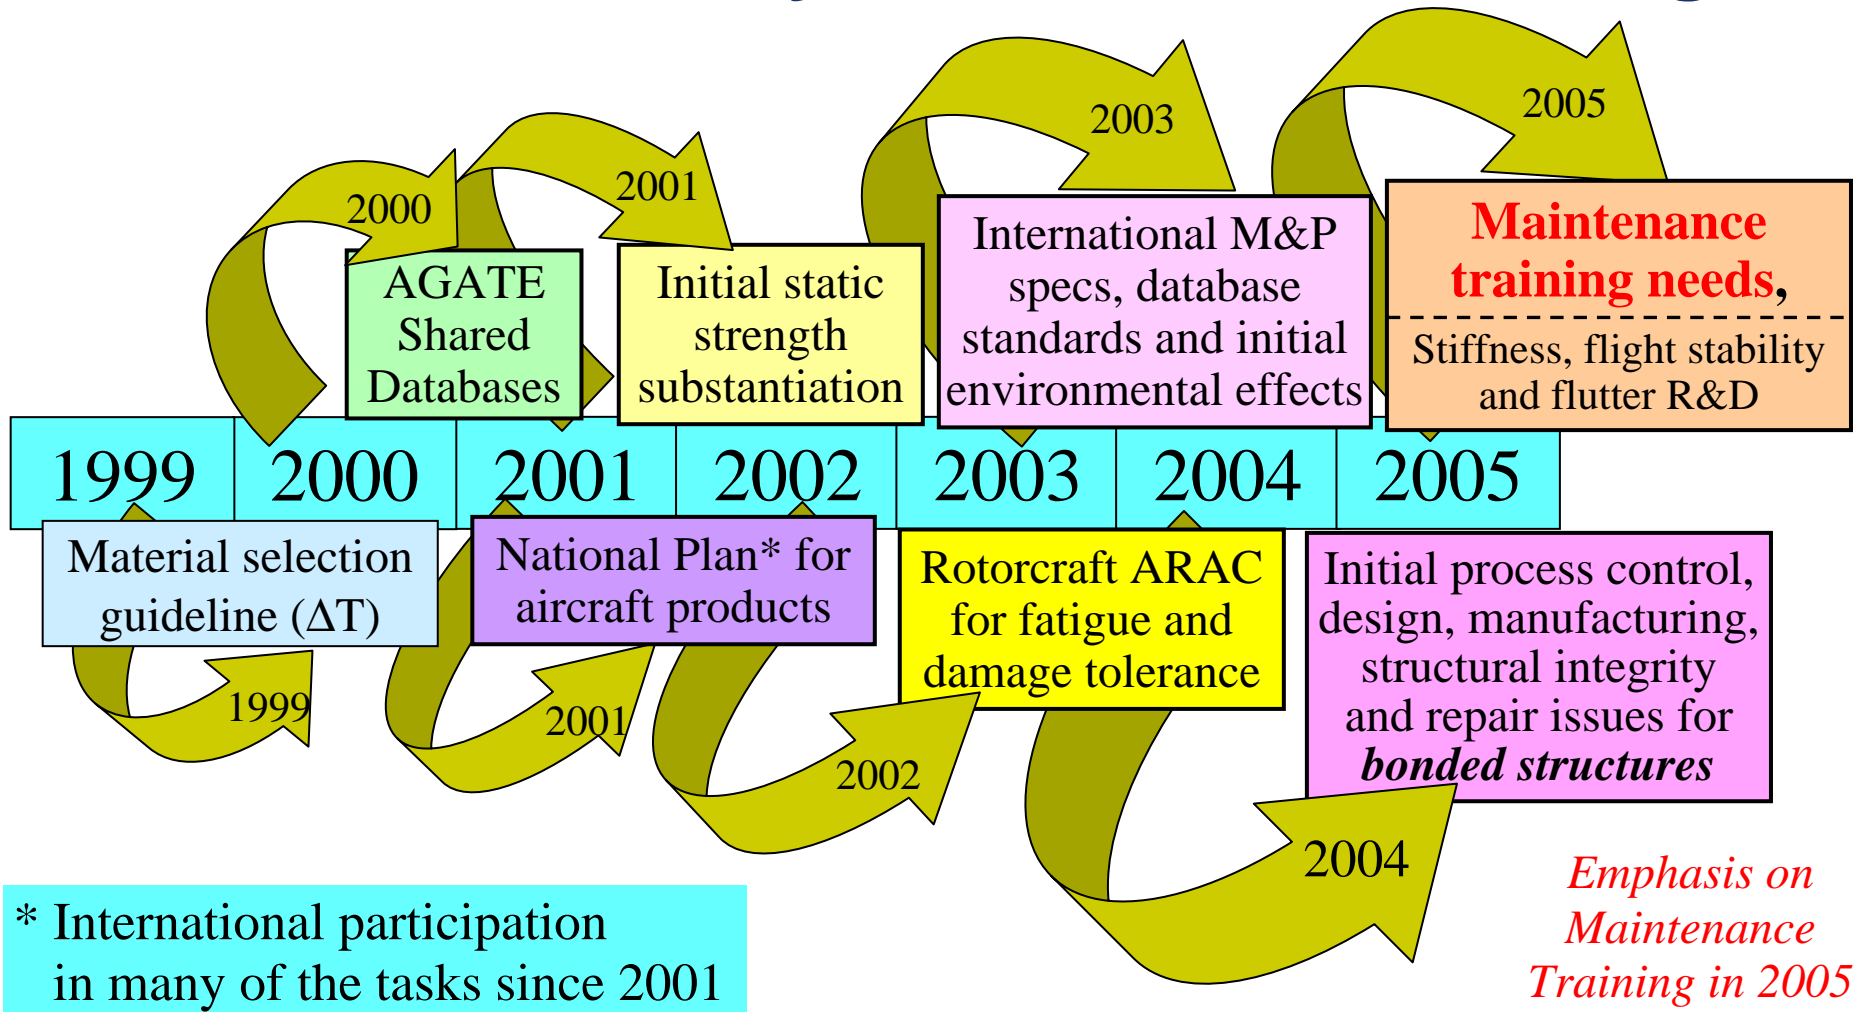 2000
2001
2003
2005
AGATE
Shared
Databases
Initial static
strength
substantiation
International M&P
specs, database
standards and initial
environmental effects
Maintenance
training needs,
Stiffness, flight stability
and flutter R&D
1999 2000 2001 2002 2003 2004 2005
Material selection
guideline (ΔT)
National Plan* for
aircraft products
Rotorcraft ARAC
for fatigue and
damage tolerance
Initial process control,
design, manufacturing,
structural integrity
and repair issues for
bonded structures
1999
2001
2002
2004
* International participation
in many of the tasks since 2001
Emphasis on
Maintenance
Training in 2005